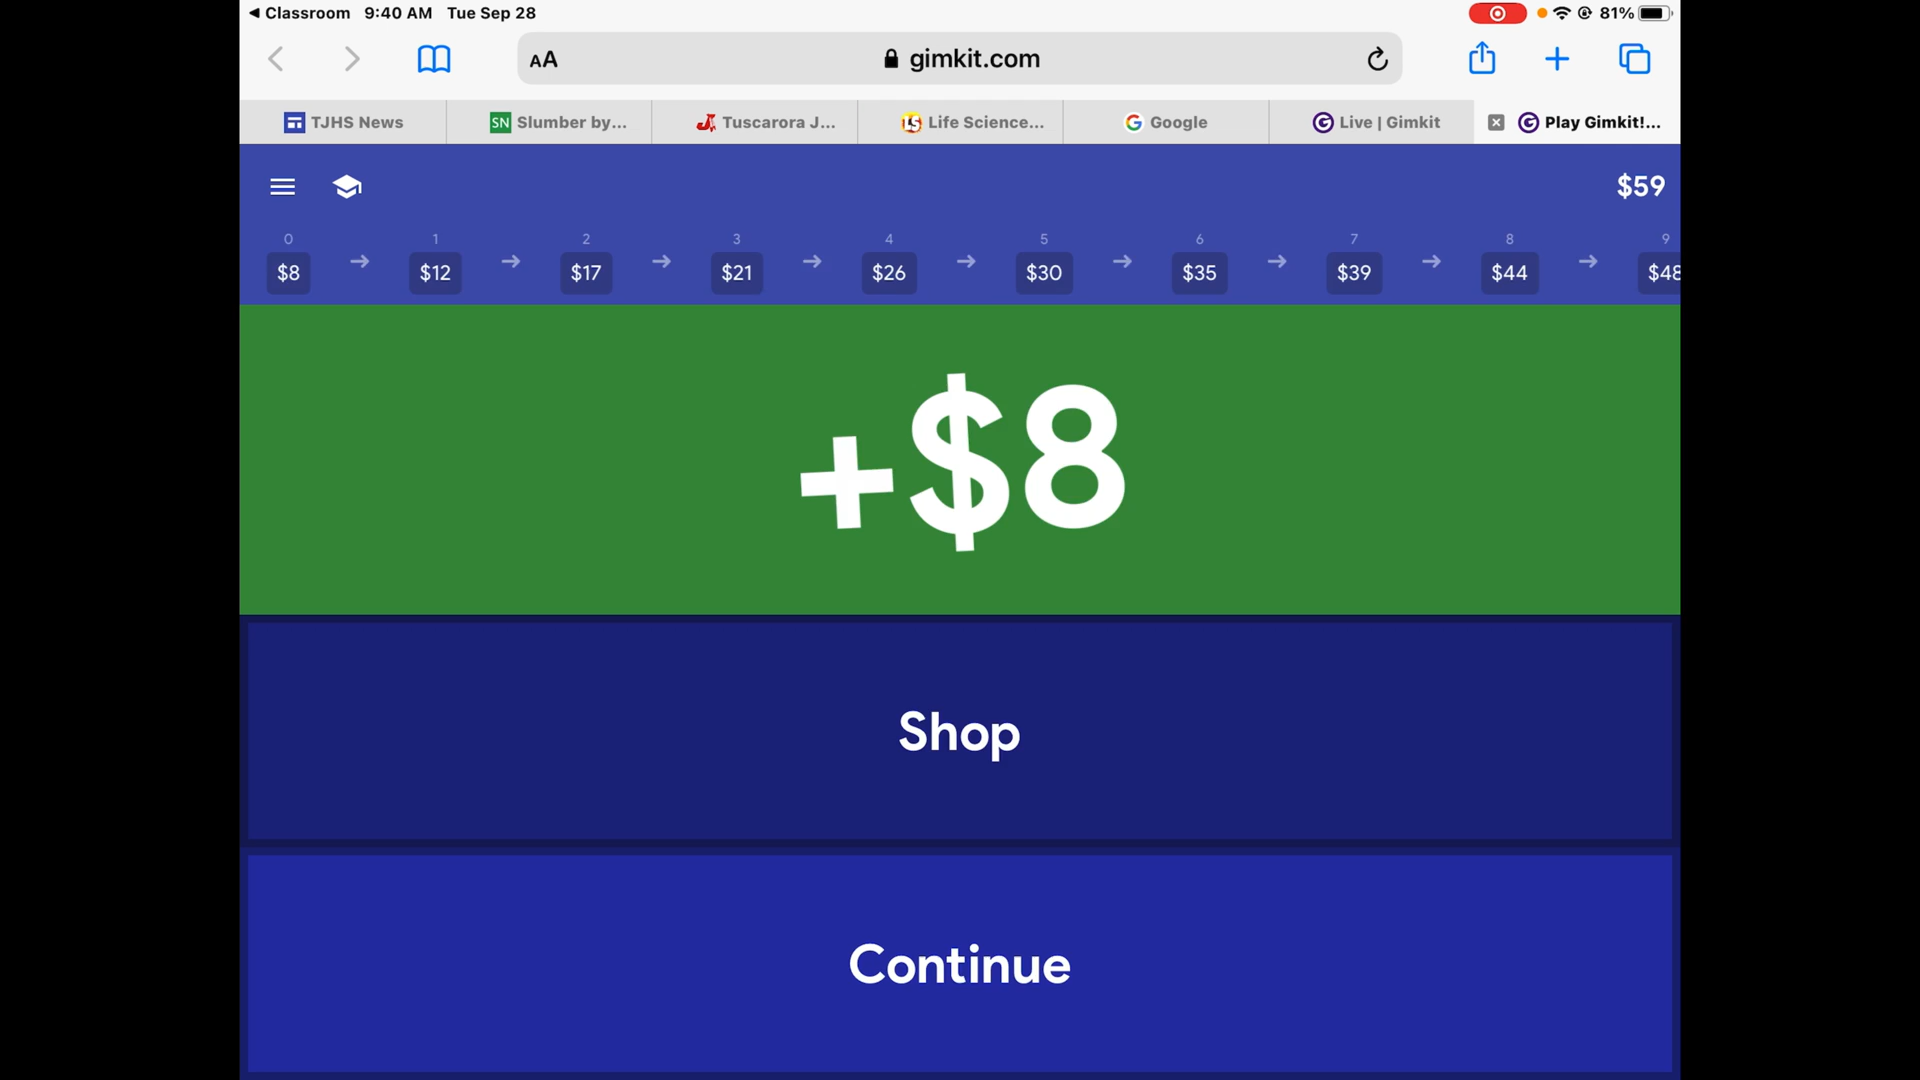 Classroom 9:40 AM Tue Sep 28 81%
AA gimkit.com
TJHS News SN Slumber by... Tuscarora J... Life Science... Google Live | Gimkit Play Gimkit!...
$59
0 1 2 3 4 5 6 7 8 9
$8 $12 $17 $21 $26 $30 $35 $39 $44 $48
+$8
Shop
Continue